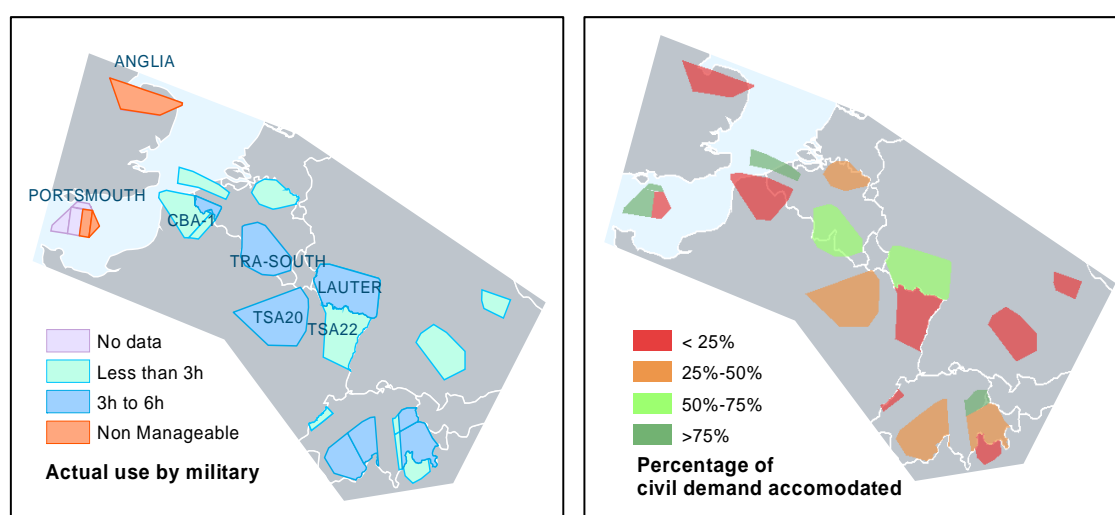 ANGLIA
PORTSMOUTH
CBA-1
TRA-SOUTH
LAUTER
TSA20
TSA22
No data
Less than 3h
3h to 6h
Non Manageable
Actual use by military
< 25%
25%-50%
50%-75%
>75%
Percentage of
civil demand accomodated